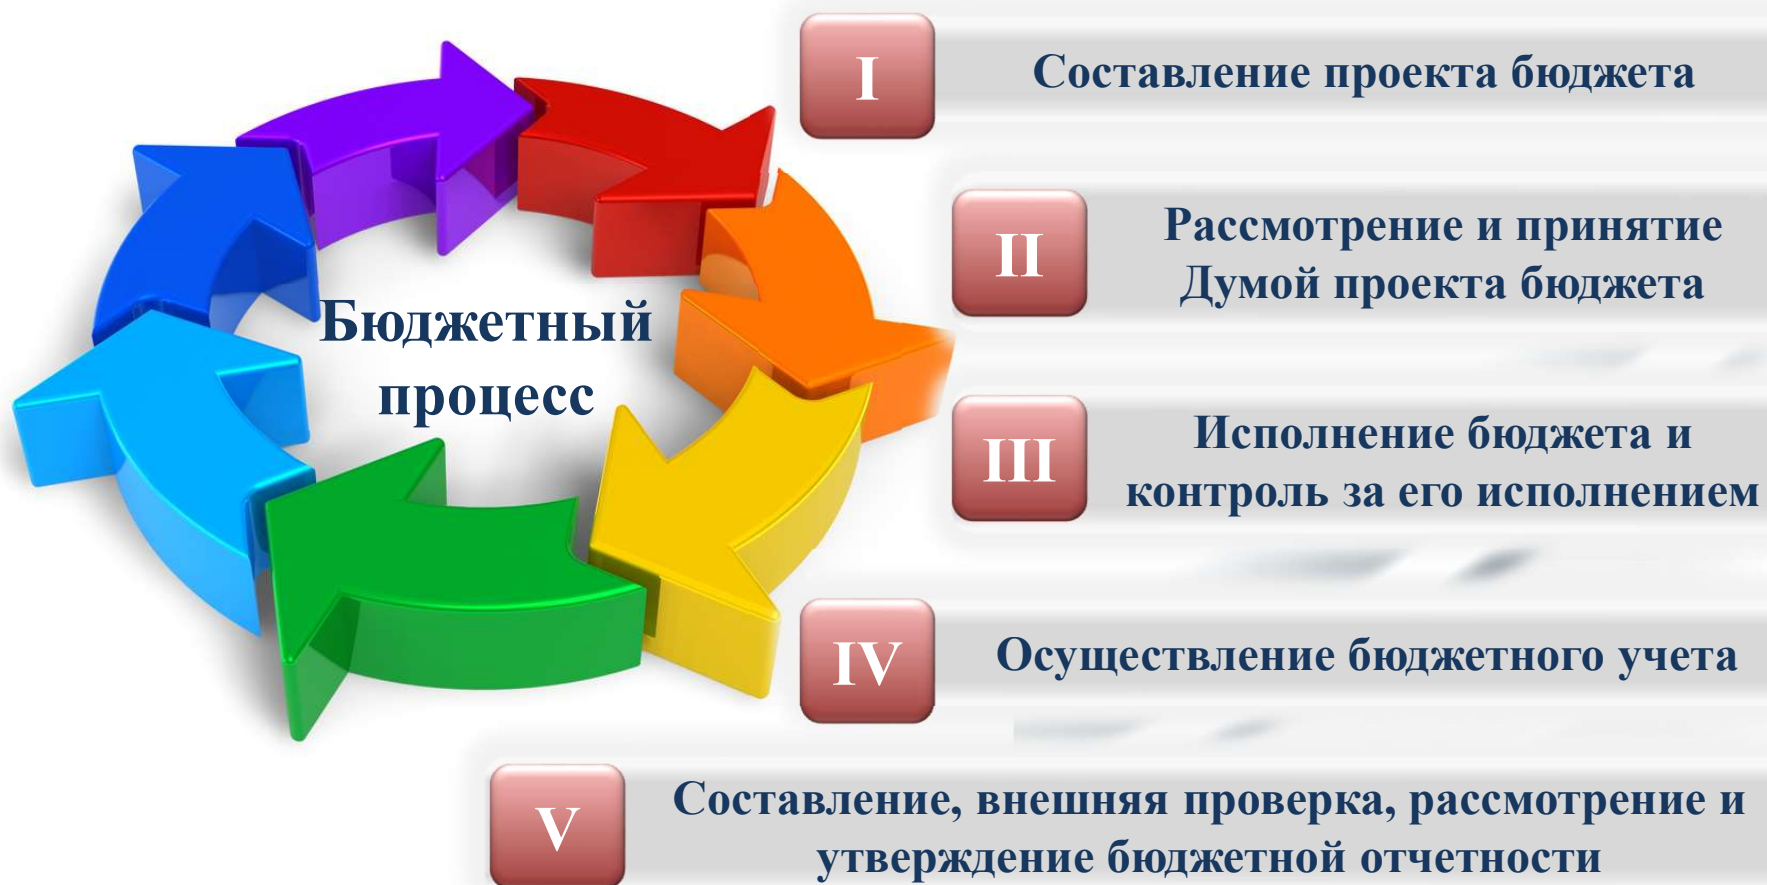 Бюджетный
процесс
I
Составление проекта бюджета
II
Рассмотрение и принятие
Думой проекта бюджета
III
Исполнение бюджета и
контроль за его исполнением
IV
Осуществление бюджетного учета
V
Составление, внешняя проверка, рассмотрение и
утверждение бюджетной отчетности